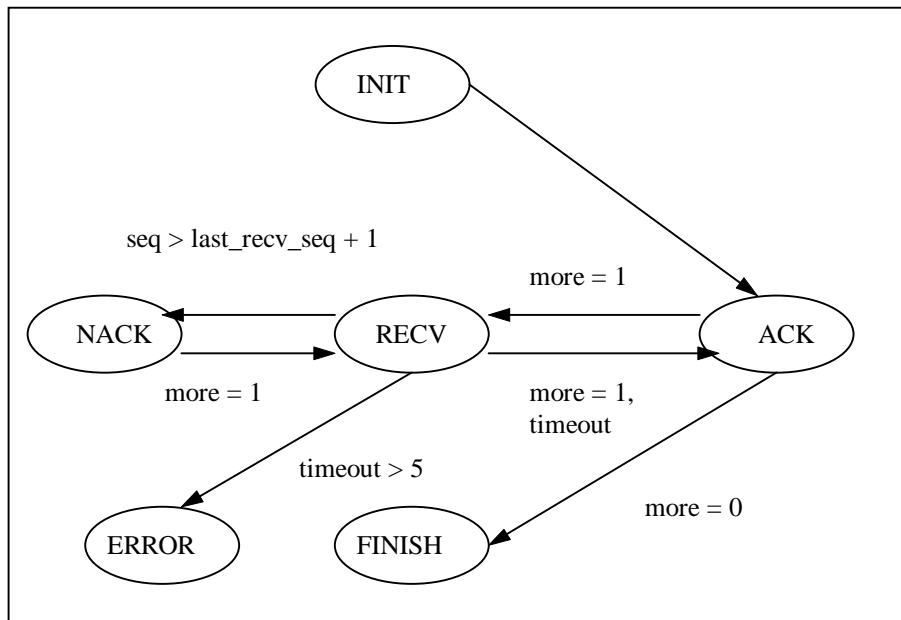 INIT
seq > last_recv_seq + 1
more = 1
NACK
RECV
ACK
more = 1
more = 1,
timeout
timeout > 5
more = 0
ERROR
FINISH